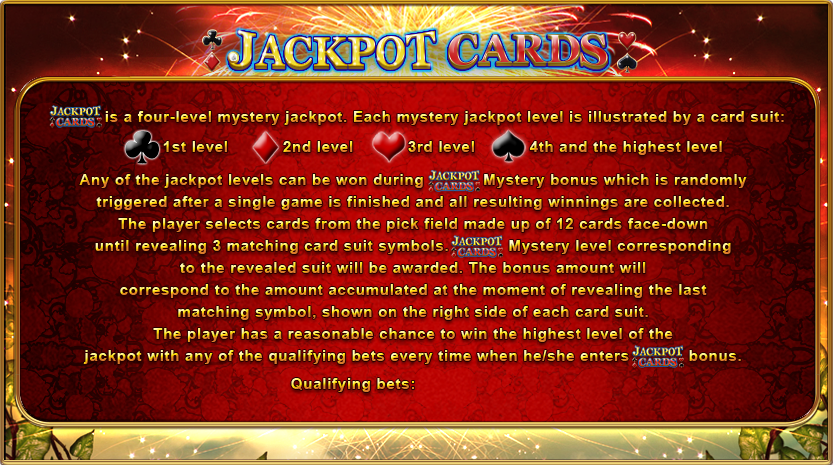 JACKPOT CARDS
JACKPOT CARDS is a four-level mystery jackpot. Each mystery jackpot level is illustrated by a card suit:
1st level 2nd level 3rd level 4th and the highest level
Any of the jackpot levels can be won during JACKPOT CARDS Mystery bonus which is randomly
triggered after a single game is finished and all resulting winnings are collected.
The player selects cards from the pick field made up of 12 cards face-down
until revealing 3 matching card suit symbols. JACKPOT CARDS Mystery level corresponding
to the revealed suit will be awarded. The bonus amount will
correspond to the amount accumulated at the moment of revealing the last
matching symbol, shown on the right side of each card suit.
The player has a reasonable chance to win the highest level of the
jackpot with any of the qualifying bets every time when he/she enters JACKPOT CARDS bonus.
Qualifying bets: